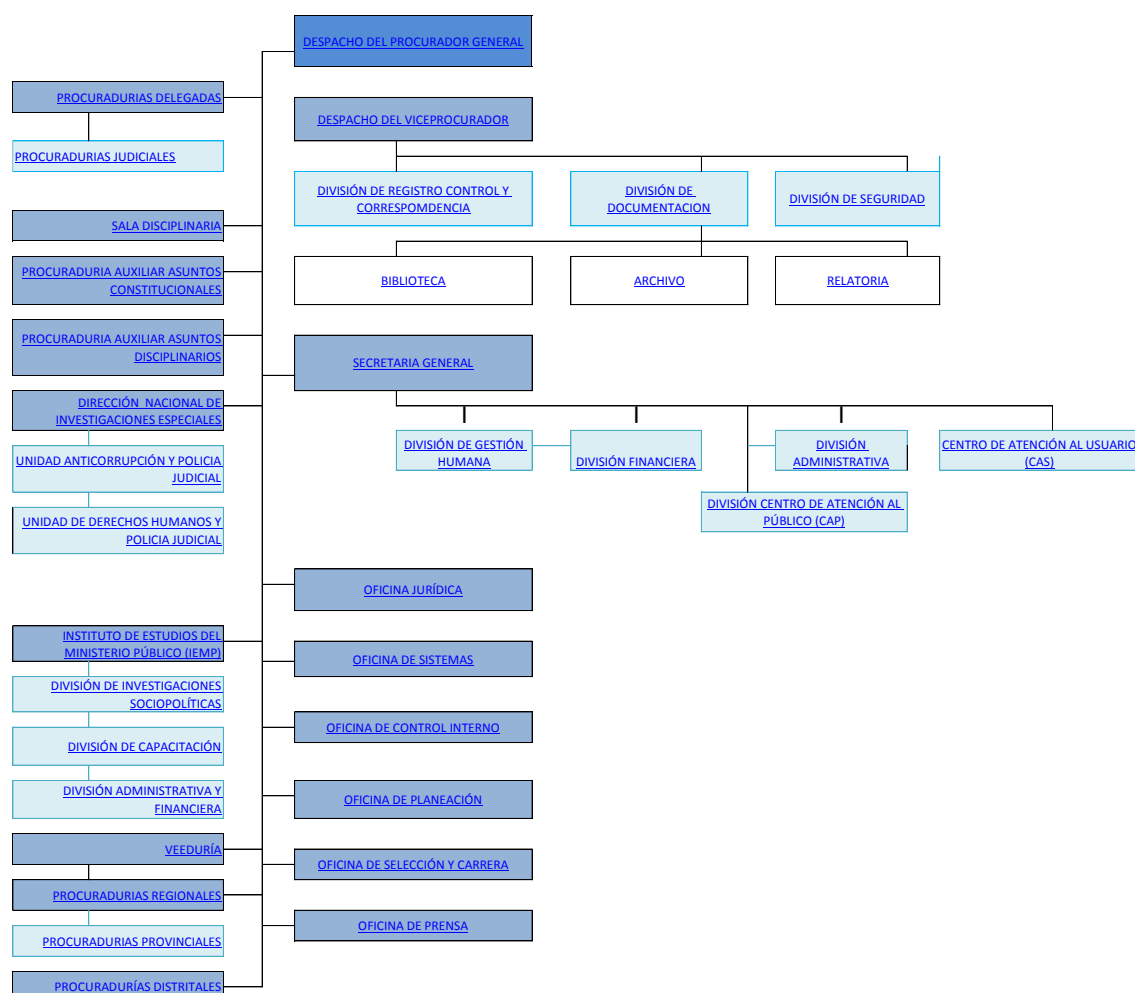 DESPACHO DEL PROCURADOR GENERAL
PROCURADURIAS DELEGADAS
DESPACHO DEL VICEPROCURADOR
PROCURADURIAS JUDICIALES
DIVISIÓN DE REGISTRO CONTROL Y
CORRESPOMDENCIA
DIVISIÓN DE
DOCUMENTACION
DIVISIÓN DE SEGURIDAD
SALA DISCIPLINARIA
PROCURADURIA AUXILIAR ASUNTOS
CONSTITUCIONALES
BIBLIOTECA
ARCHIVO
RELATORIA
PROCURADURIA AUXILIAR ASUNTOS
DISCIPLINARIOS
SECRETARIA GENERAL
DIRECCIÓN  NACIONAL DE
INVESTIGACIONES ESPECIALES
UNIDAD ANTICORRUPCIÓN Y POLICIA
JUDICIAL
DIVISIÓN DE GESTIÓN
HUMANA
DIVISIÓN FINANCIERA
DIVISIÓN
ADMINISTRATIVA
CENTRO DE ATENCIÓN AL USUARIO
(CAS)
DIVISIÓN CENTRO DE ATENCIÓN AL
PÚBLICO (CAP)
UNIDAD DE DERECHOS HUMANOS Y
POLICIA JUDICIAL
OFICINA JURÍDICA
INSTITUTO DE ESTUDIOS DEL
MINISTERIO PÚBLICO (IEMP)
OFICINA DE SISTEMAS
DIVISIÓN DE INVESTIGACIONES
SOCIOPOLÍTICAS
OFICINA DE CONTROL INTERNO
DIVISIÓN DE CAPACITACIÓN
DIVISIÓN ADMINISTRATIVA Y
FINANCIERA
OFICINA DE PLANEACIÓN
VEEDURÍA
OFICINA DE SELECCIÓN Y CARRERA
PROCURADURIAS REGIONALES
OFICINA DE PRENSA
PROCURADURIAS PROVINCIALES
PROCURADURÍAS DISTRITALES